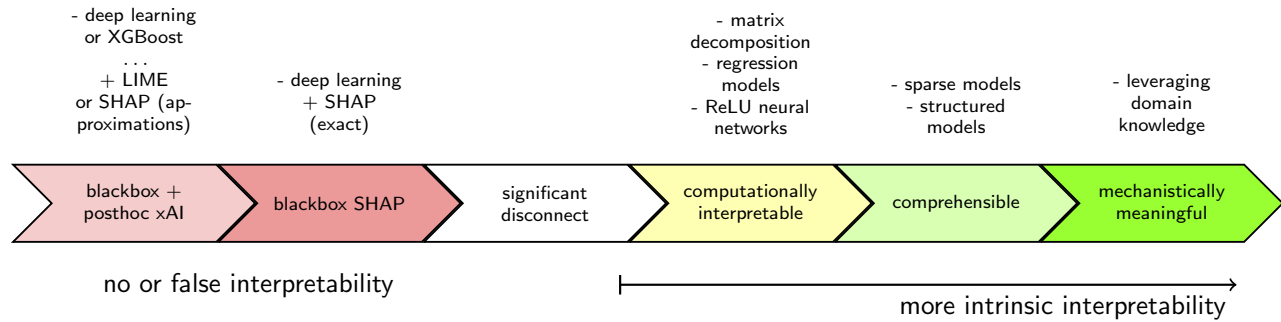 - deep learning
or XGBoost
...
+ LIME
or SHAP (ap-
proximations)
- deep learning
+ SHAP
(exact)
- matrix
decomposition
- regression
models
- ReLU neural
networks
- sparse models
- structured
models
- leveraging
domain
knowledge
blackbox +
posthoc xAI
blackbox SHAP
significant
disconnect
computationally
interpretable
comprehensible
mechanistically
meaningful
no or false interpretability
more intrinsic interpretability